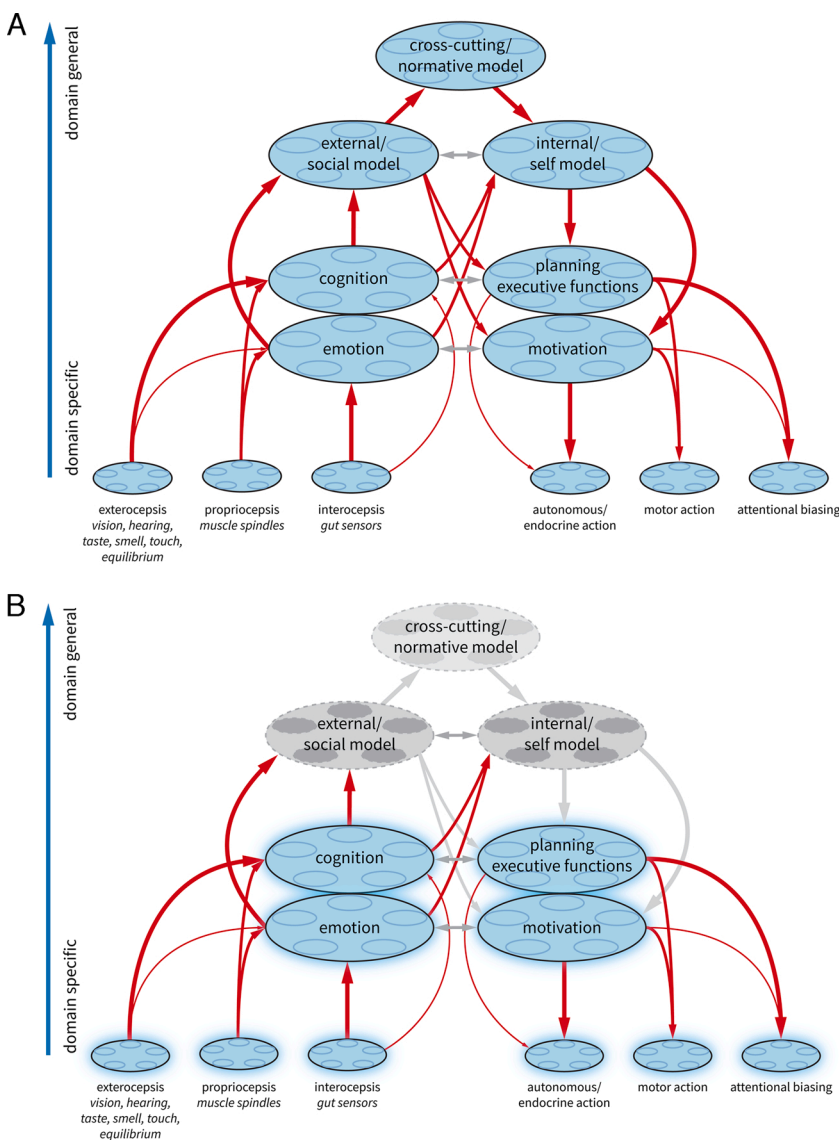 A
domain general
cross-cutting/
normative model
external/
social model
internal/
self model
cognition
planning
executive functions
emotion
motivation
domain specific
exterocepsis
vision, hearing,
taste, smell, touch,
equilibrium
propriocepsis
muscle spindles
interocepsis
gut sensors
autonomous/
endocrine action
motor action
attentional biasing
B
domain general
cross-cutting/
normative model
external/
social model
internal/
self model
cognition
planning
executive functions
emotion
motivation
domain specific
exterocepsis
vision, hearing,
taste, smell, touch,
equilibrium
propriocepsis
muscle spindles
interocepsis
gut sensors
autonomous/
endocrine action
motor action
attentional biasing